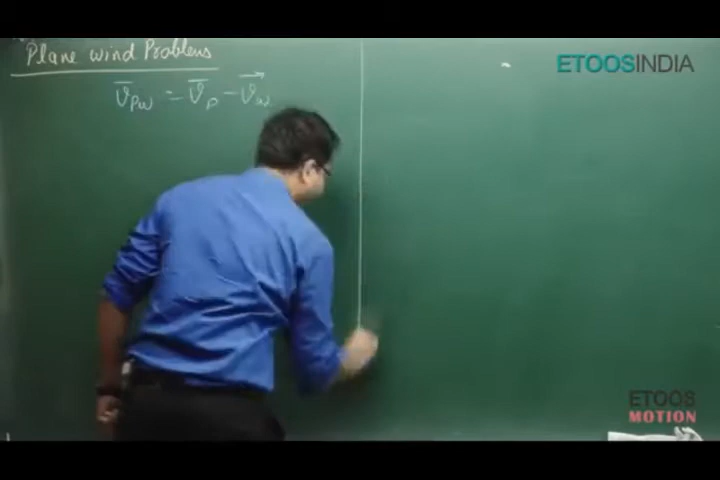 Plane wind Problems
v̄PW = v̄P - v⃗W
ETOOSINDIA
ETOOS
MOTION